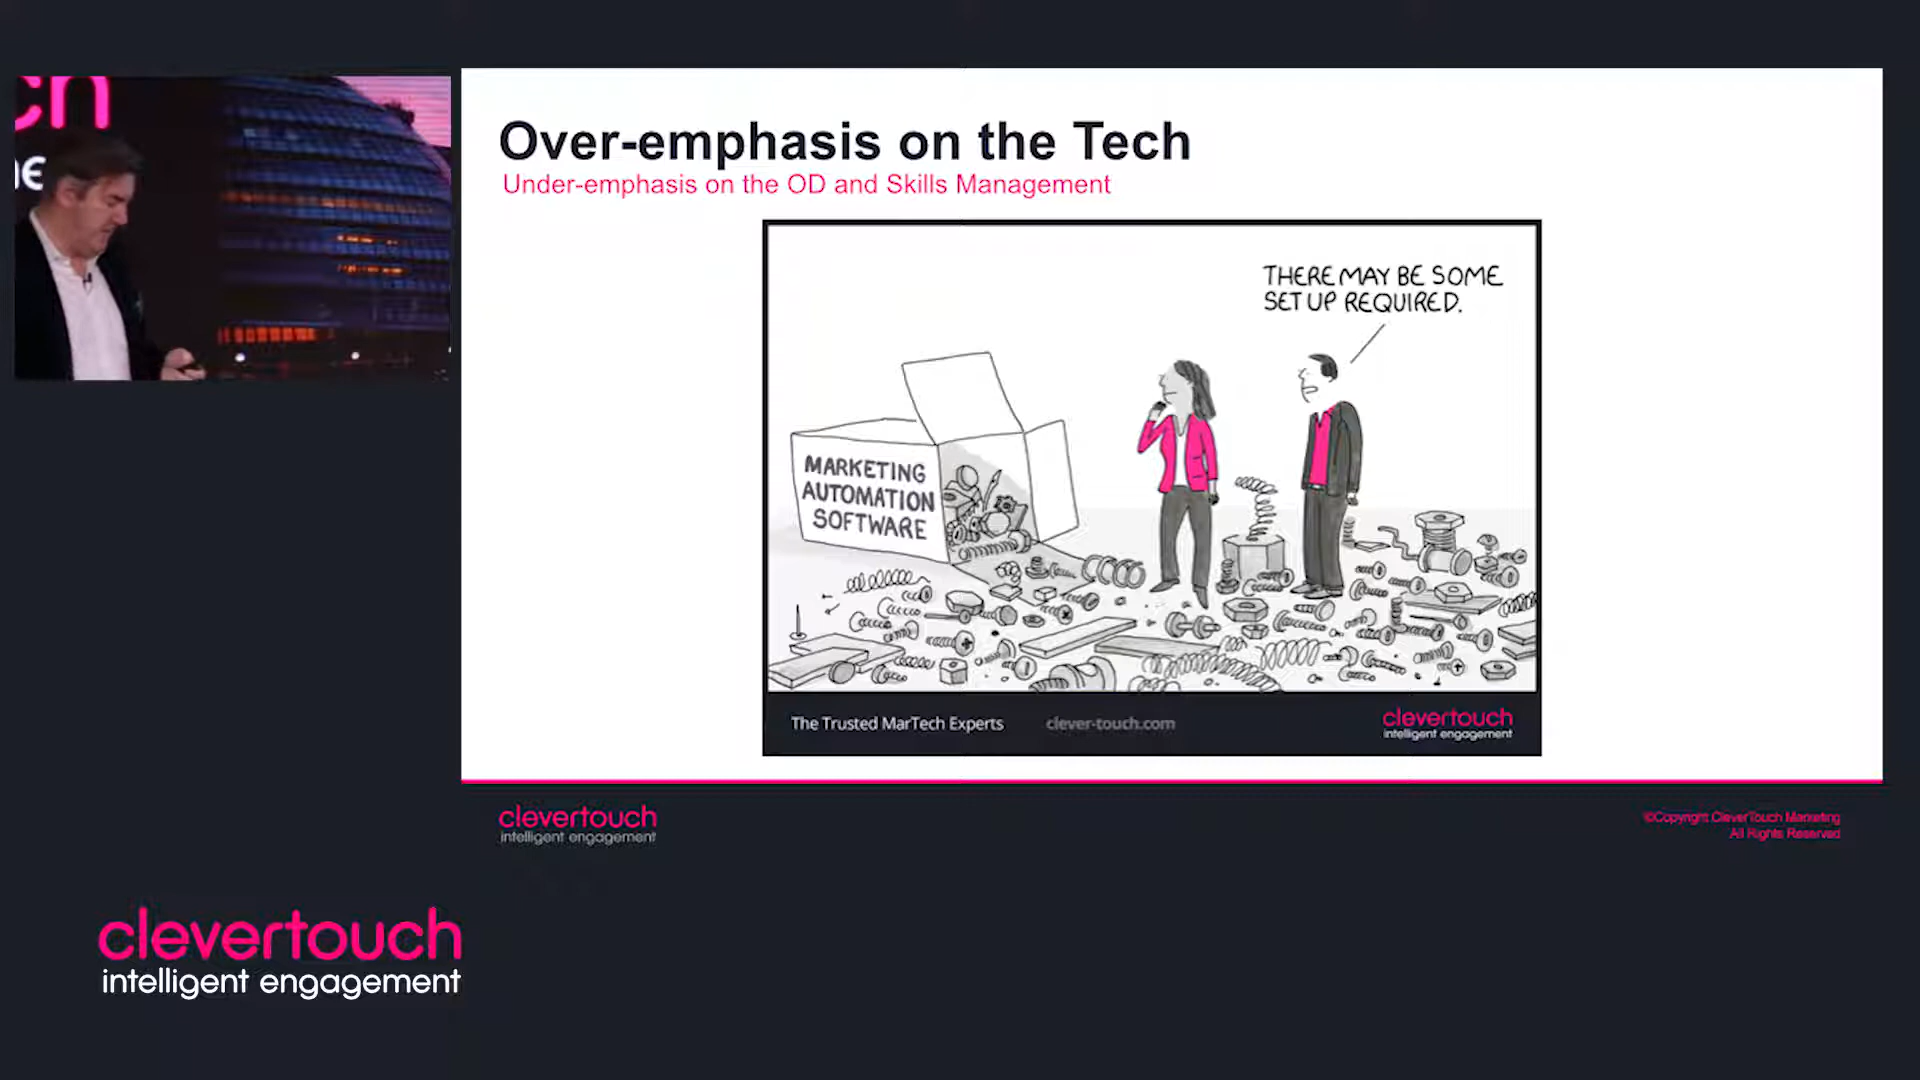 ch
Over-emphasis on the Tech
Under-emphasis on the OD and Skills Management
THERE MAY BE SOME
SET UP REQUIRED.
MARKETING
AUTOMATION
SOFTWARE
The Trusted MarTech Experts
clever-touch.com
clevertouch
intelligent engagement
clevertouch
intelligent engagement
©Copyright CleverTouch Marketing
All Rights Reserved
clevertouch
intelligent engagement